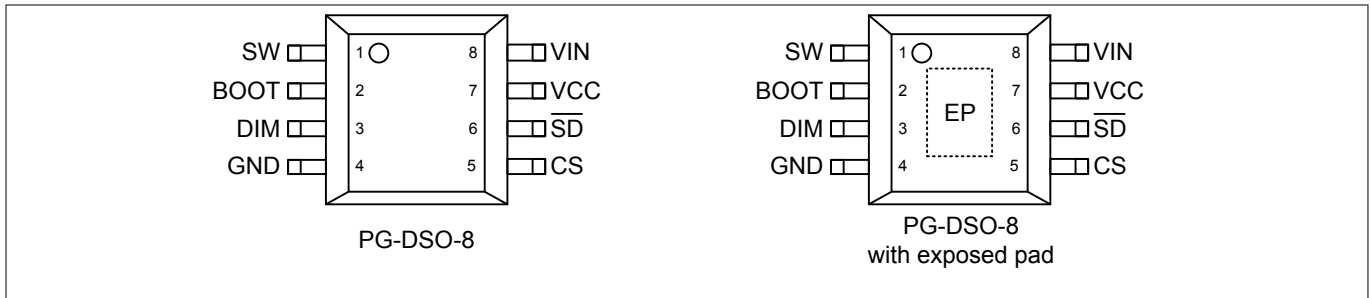 SW 1 8 VIN
BOOT 2 7 VCC
DIM 3 6 SD
GND 4 5 CS
PG-DSO-8
SW 1 8 VIN
BOOT 2 7 VCC
EP
DIM 3 6 SD
GND 4 5 CS
PG-DSO-8
with exposed pad